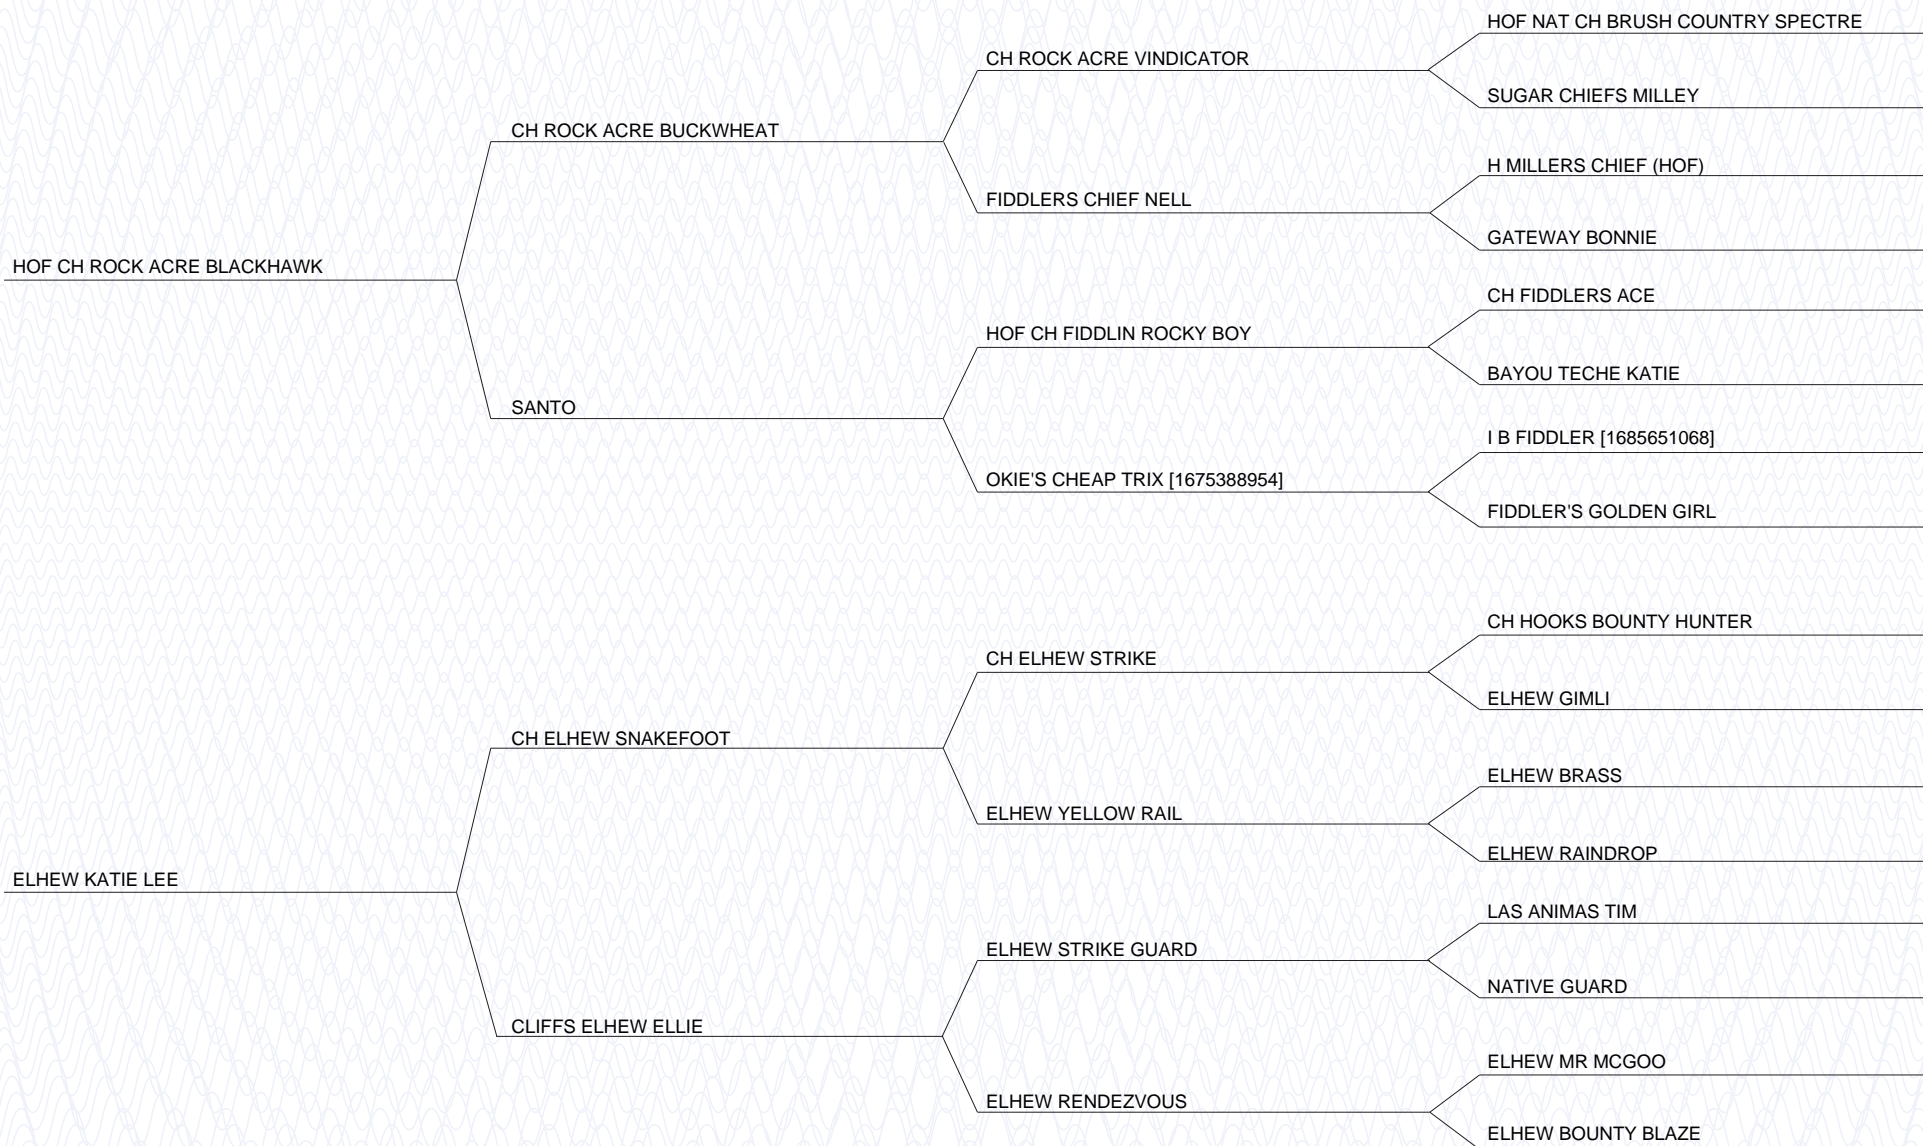 HOF NAT CH BRUSH COUNTRY SPECTRE
CH ROCK ACRE VINDICATOR
SUGAR CHIEFS MILLEY
CH ROCK ACRE BUCKWHEAT
H MILLERS CHIEF (HOF)
FIDDLERS CHIEF NELL
GATEWAY BONNIE
HOF CH ROCK ACRE BLACKHAWK
CH FIDDLERS ACE
HOF CH FIDDLIN ROCKY BOY
BAYOU TECHE KATIE
SANTO
I B FIDDLER [1685651068]
OKIE'S CHEAP TRIX [1675388954]
FIDDLER'S GOLDEN GIRL
CH HOOKS BOUNTY HUNTER
CH ELHEW STRIKE
ELHEW GIMLI
CH ELHEW SNAKEFOOT
ELHEW BRASS
ELHEW YELLOW RAIL
ELHEW RAINDROP
ELHEW KATIE LEE
LAS ANIMAS TIM
ELHEW STRIKE GUARD
NATIVE GUARD
CLIFFS ELHEW ELLIE
ELHEW MR MCGOO
ELHEW RENDEZVOUS
ELHEW BOUNTY BLAZE